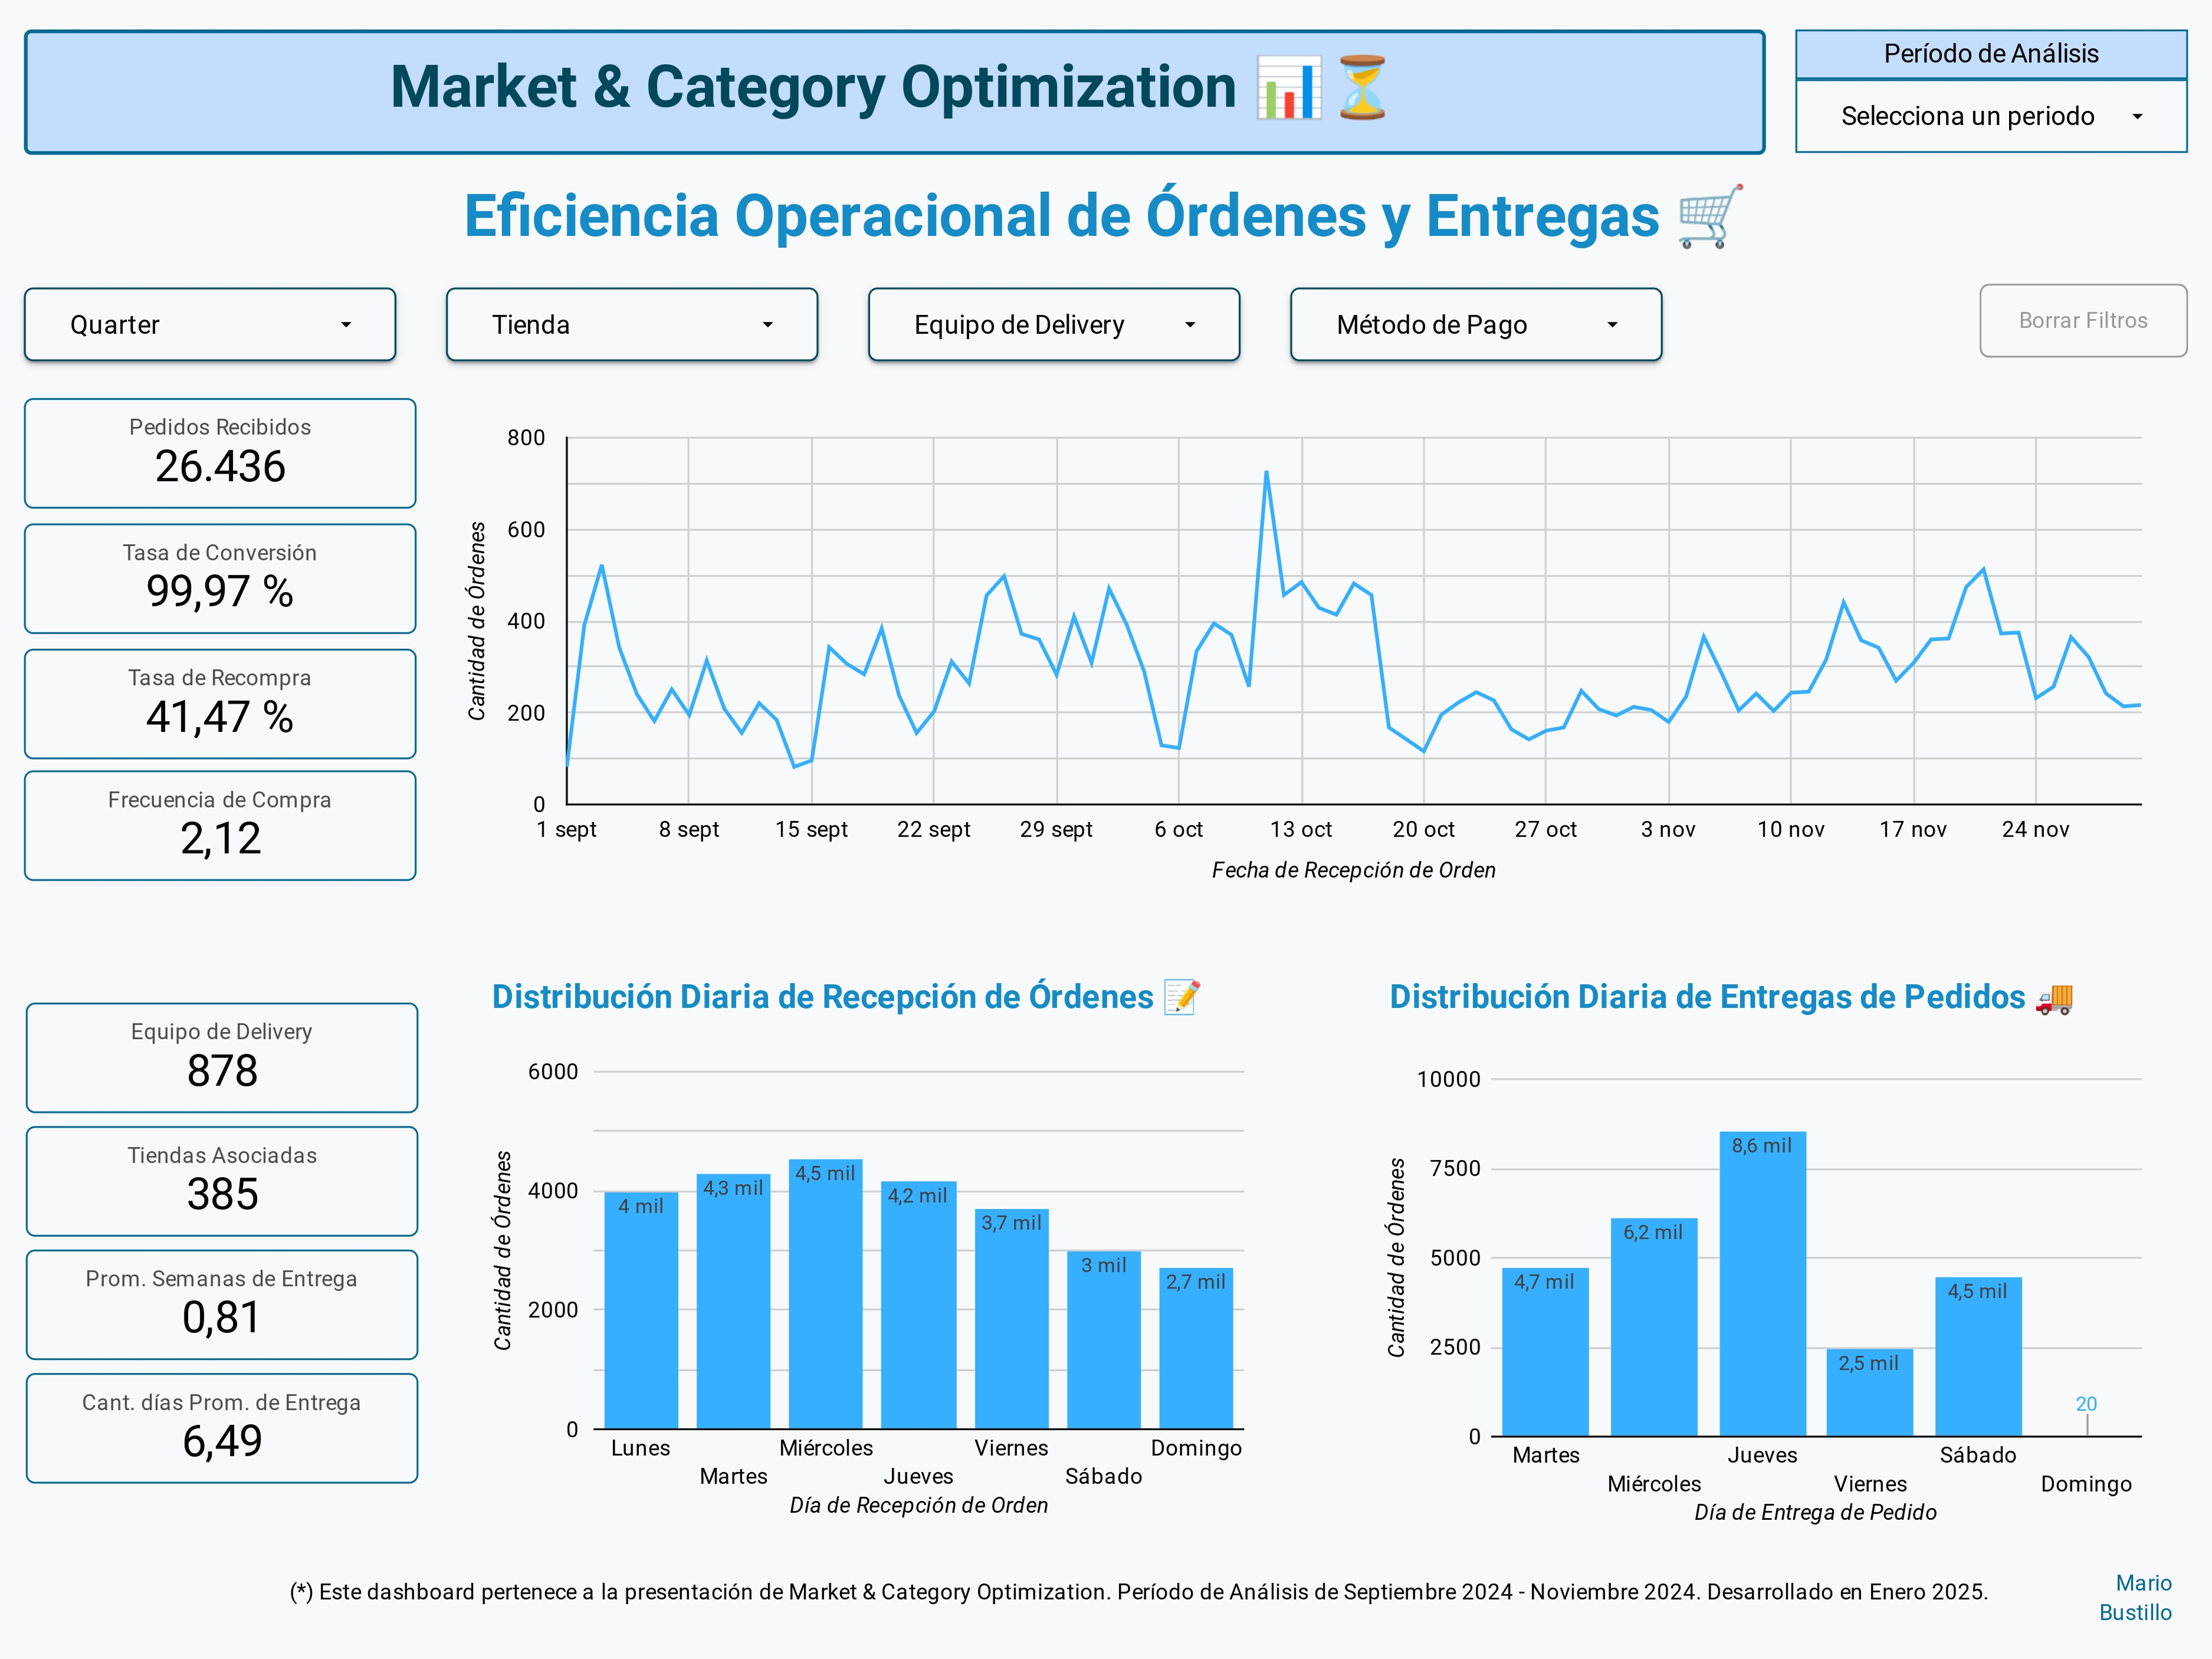 Market & Category Optimization 📊⏳
Período de Análisis
Selecciona un periodo
Eficiencia Operacional de Órdenes y Entregas 🛒
Quarter
Tienda
Equipo de Delivery
Método de Pago
Borrar Filtros
Pedidos Recibidos
26.436
Tasa de Conversión
99,97 %
Tasa de Recompra
41,47 %
Frecuencia de Compra
2,12
Cantidad de Órdenes
800
600
400
200
0
1 sept 8 sept 15 sept 22 sept 29 sept 6 oct 13 oct 20 oct 27 oct 3 nov 10 nov 17 nov 24 nov
Fecha de Recepción de Orden
Equipo de Delivery
878
Tiendas Asociadas
385
Prom. Semanas de Entrega
0,81
Cant. días Prom. de Entrega
6,49
Distribución Diaria de Recepción de Órdenes 📝
Cantidad de Órdenes
6000
4000
2000
0
4 mil 4,3 mil 4,5 mil 4,2 mil 3,7 mil 3 mil 2,7 mil
Lunes Miércoles Viernes Domingo
Martes Jueves Sábado
Día de Recepción de Orden
Distribución Diaria de Entregas de Pedidos 🚚
Cantidad de Órdenes
10000
7500
5000
2500
0
4,7 mil 6,2 mil 8,6 mil 2,5 mil 4,5 mil 20
Martes Jueves Sábado
Miércoles Viernes Domingo
Día de Entrega de Pedido
(*) Este dashboard pertenece a la presentación de Market & Category Optimization. Período de Análisis de Septiembre 2024 - Noviembre 2024. Desarrollado en Enero 2025.
Mario
Bustillo